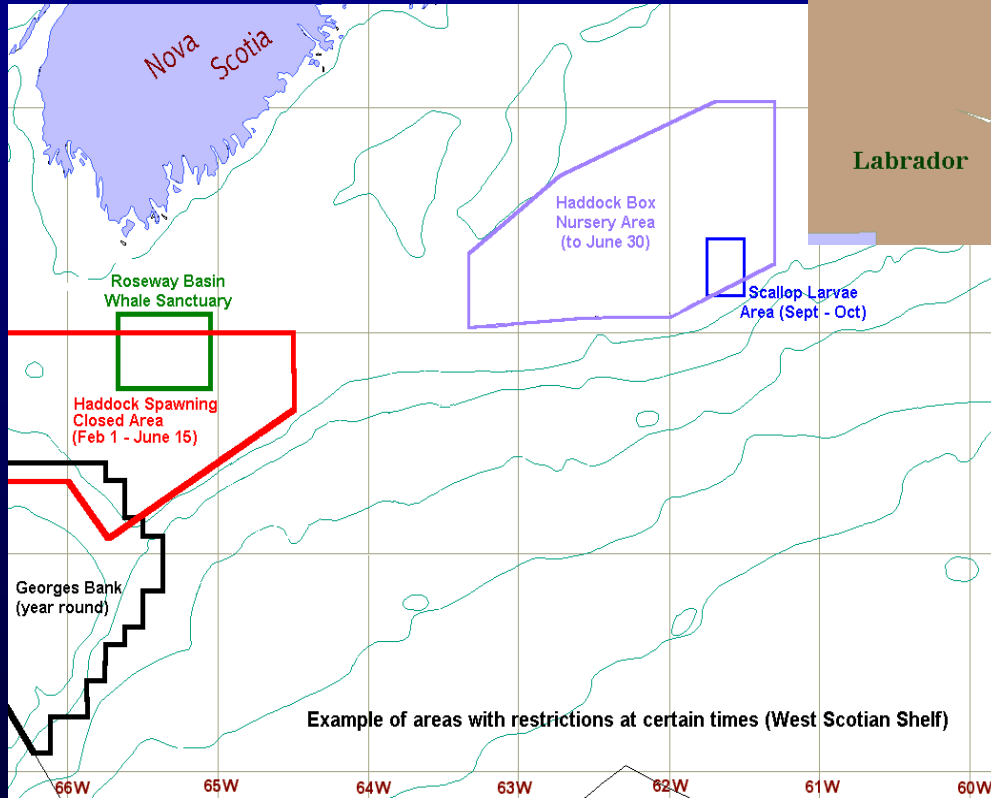 Nova
Scotia
Labrador
Haddock Box
Nursery Area
(to June 30)
Roseway Basin
Whale Sanctuary
Scallop Larvae
Area (Sept - Oct)
Haddock Spawning
Closed Area
(Feb 1 - June 15)
Georges Bank
(year round)
Example of areas with restrictions at certain times (West Scotian Shelf)
66W 65W 64W 63W 62W 61W 60W